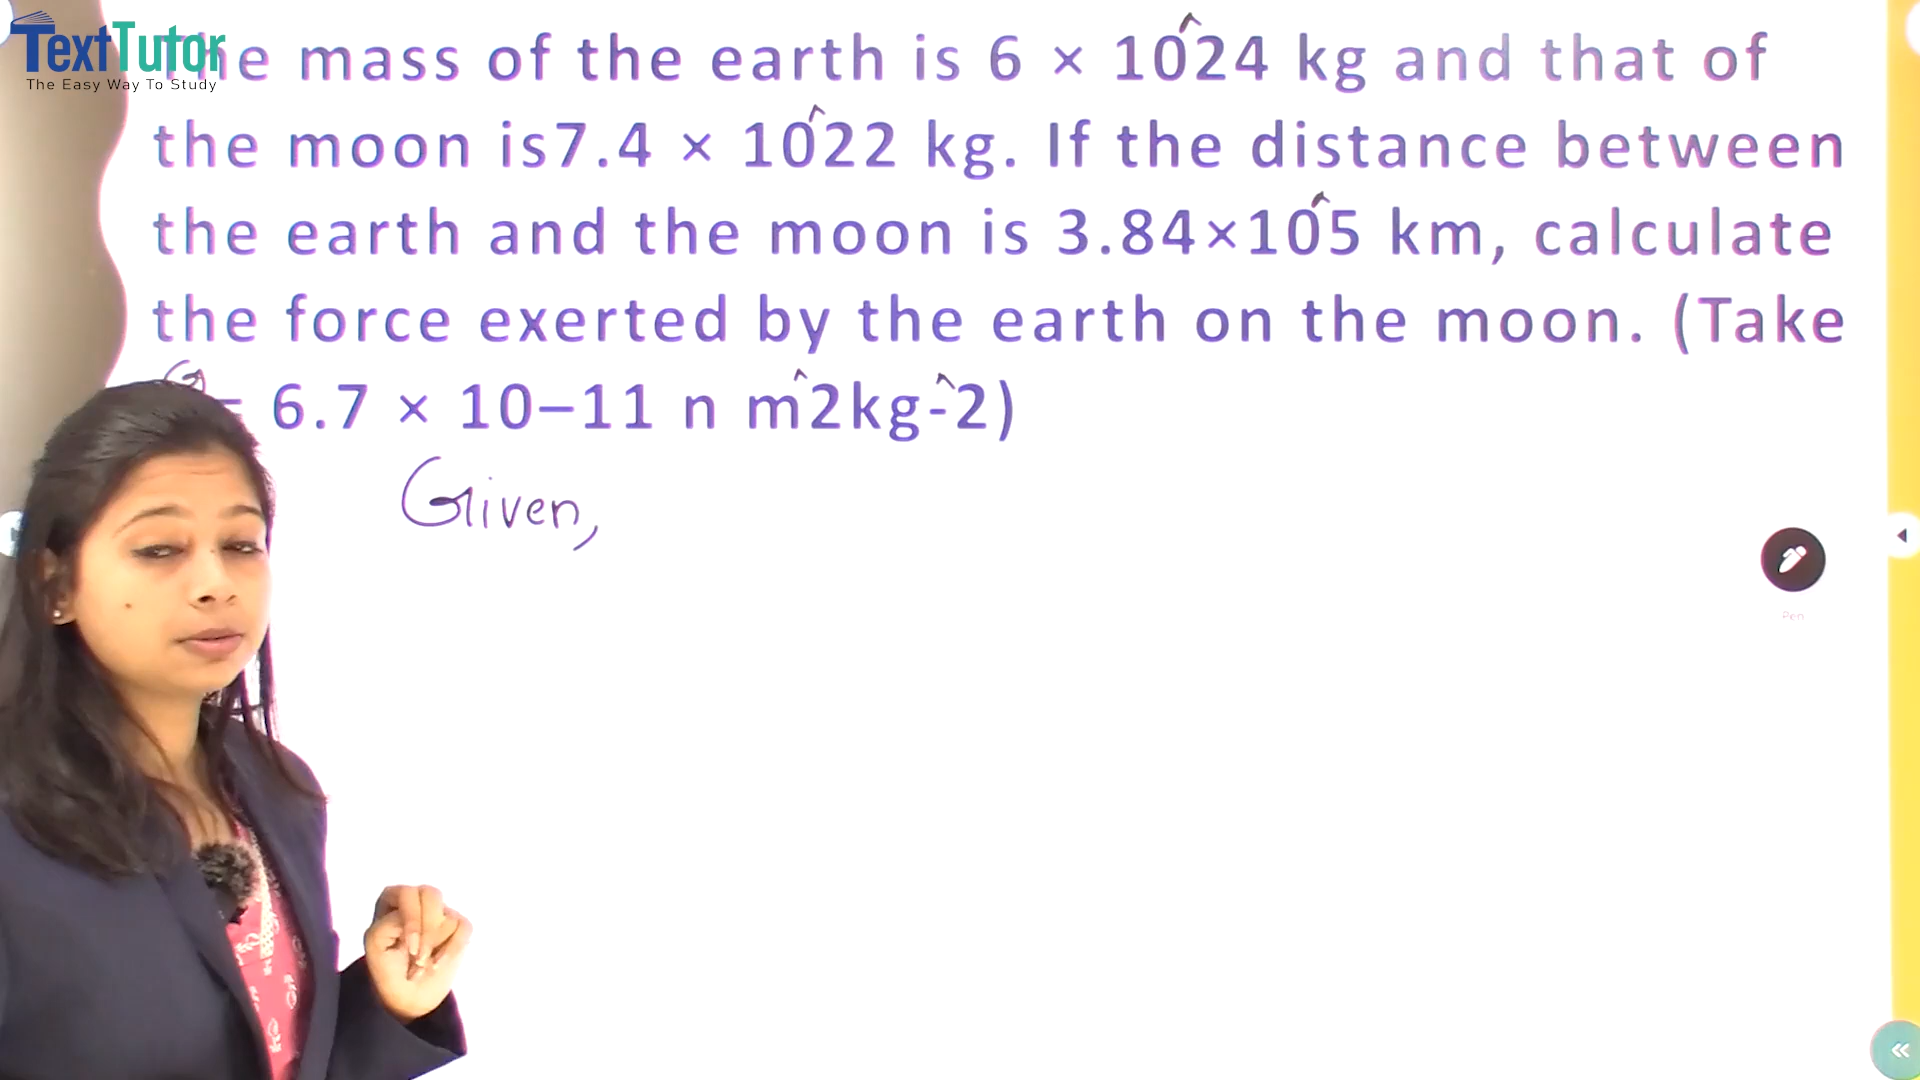 TextTutor
The Easy Way To Study
The mass of the earth is 6 × 10^24 kg and that of
the moon is7.4 × 10^22 kg. If the distance between
the earth and the moon is 3.84×10^5 km, calculate
the force exerted by the earth on the moon. (Take
G = 6.7 × 10–11 n m^2kg^-2)
Given,
Pen